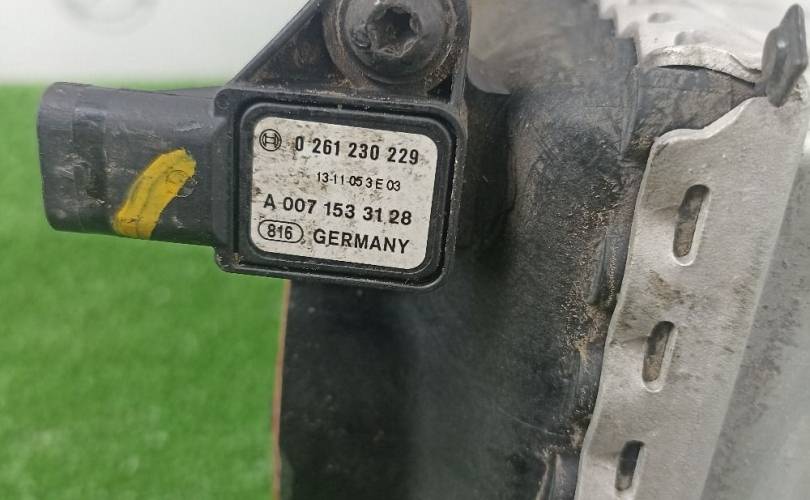 0 261 230 229
13-11 05 3 E 03
A 007 153 31 28
816 GERMANY